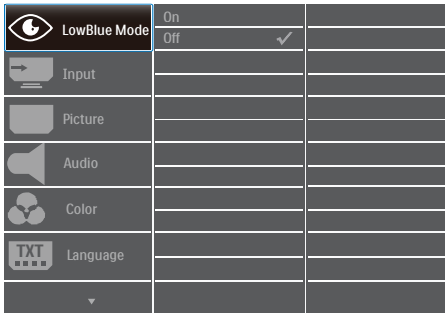 LowBlue Mode
On
Off
Input
Picture
Audio
Color
TXT
Language